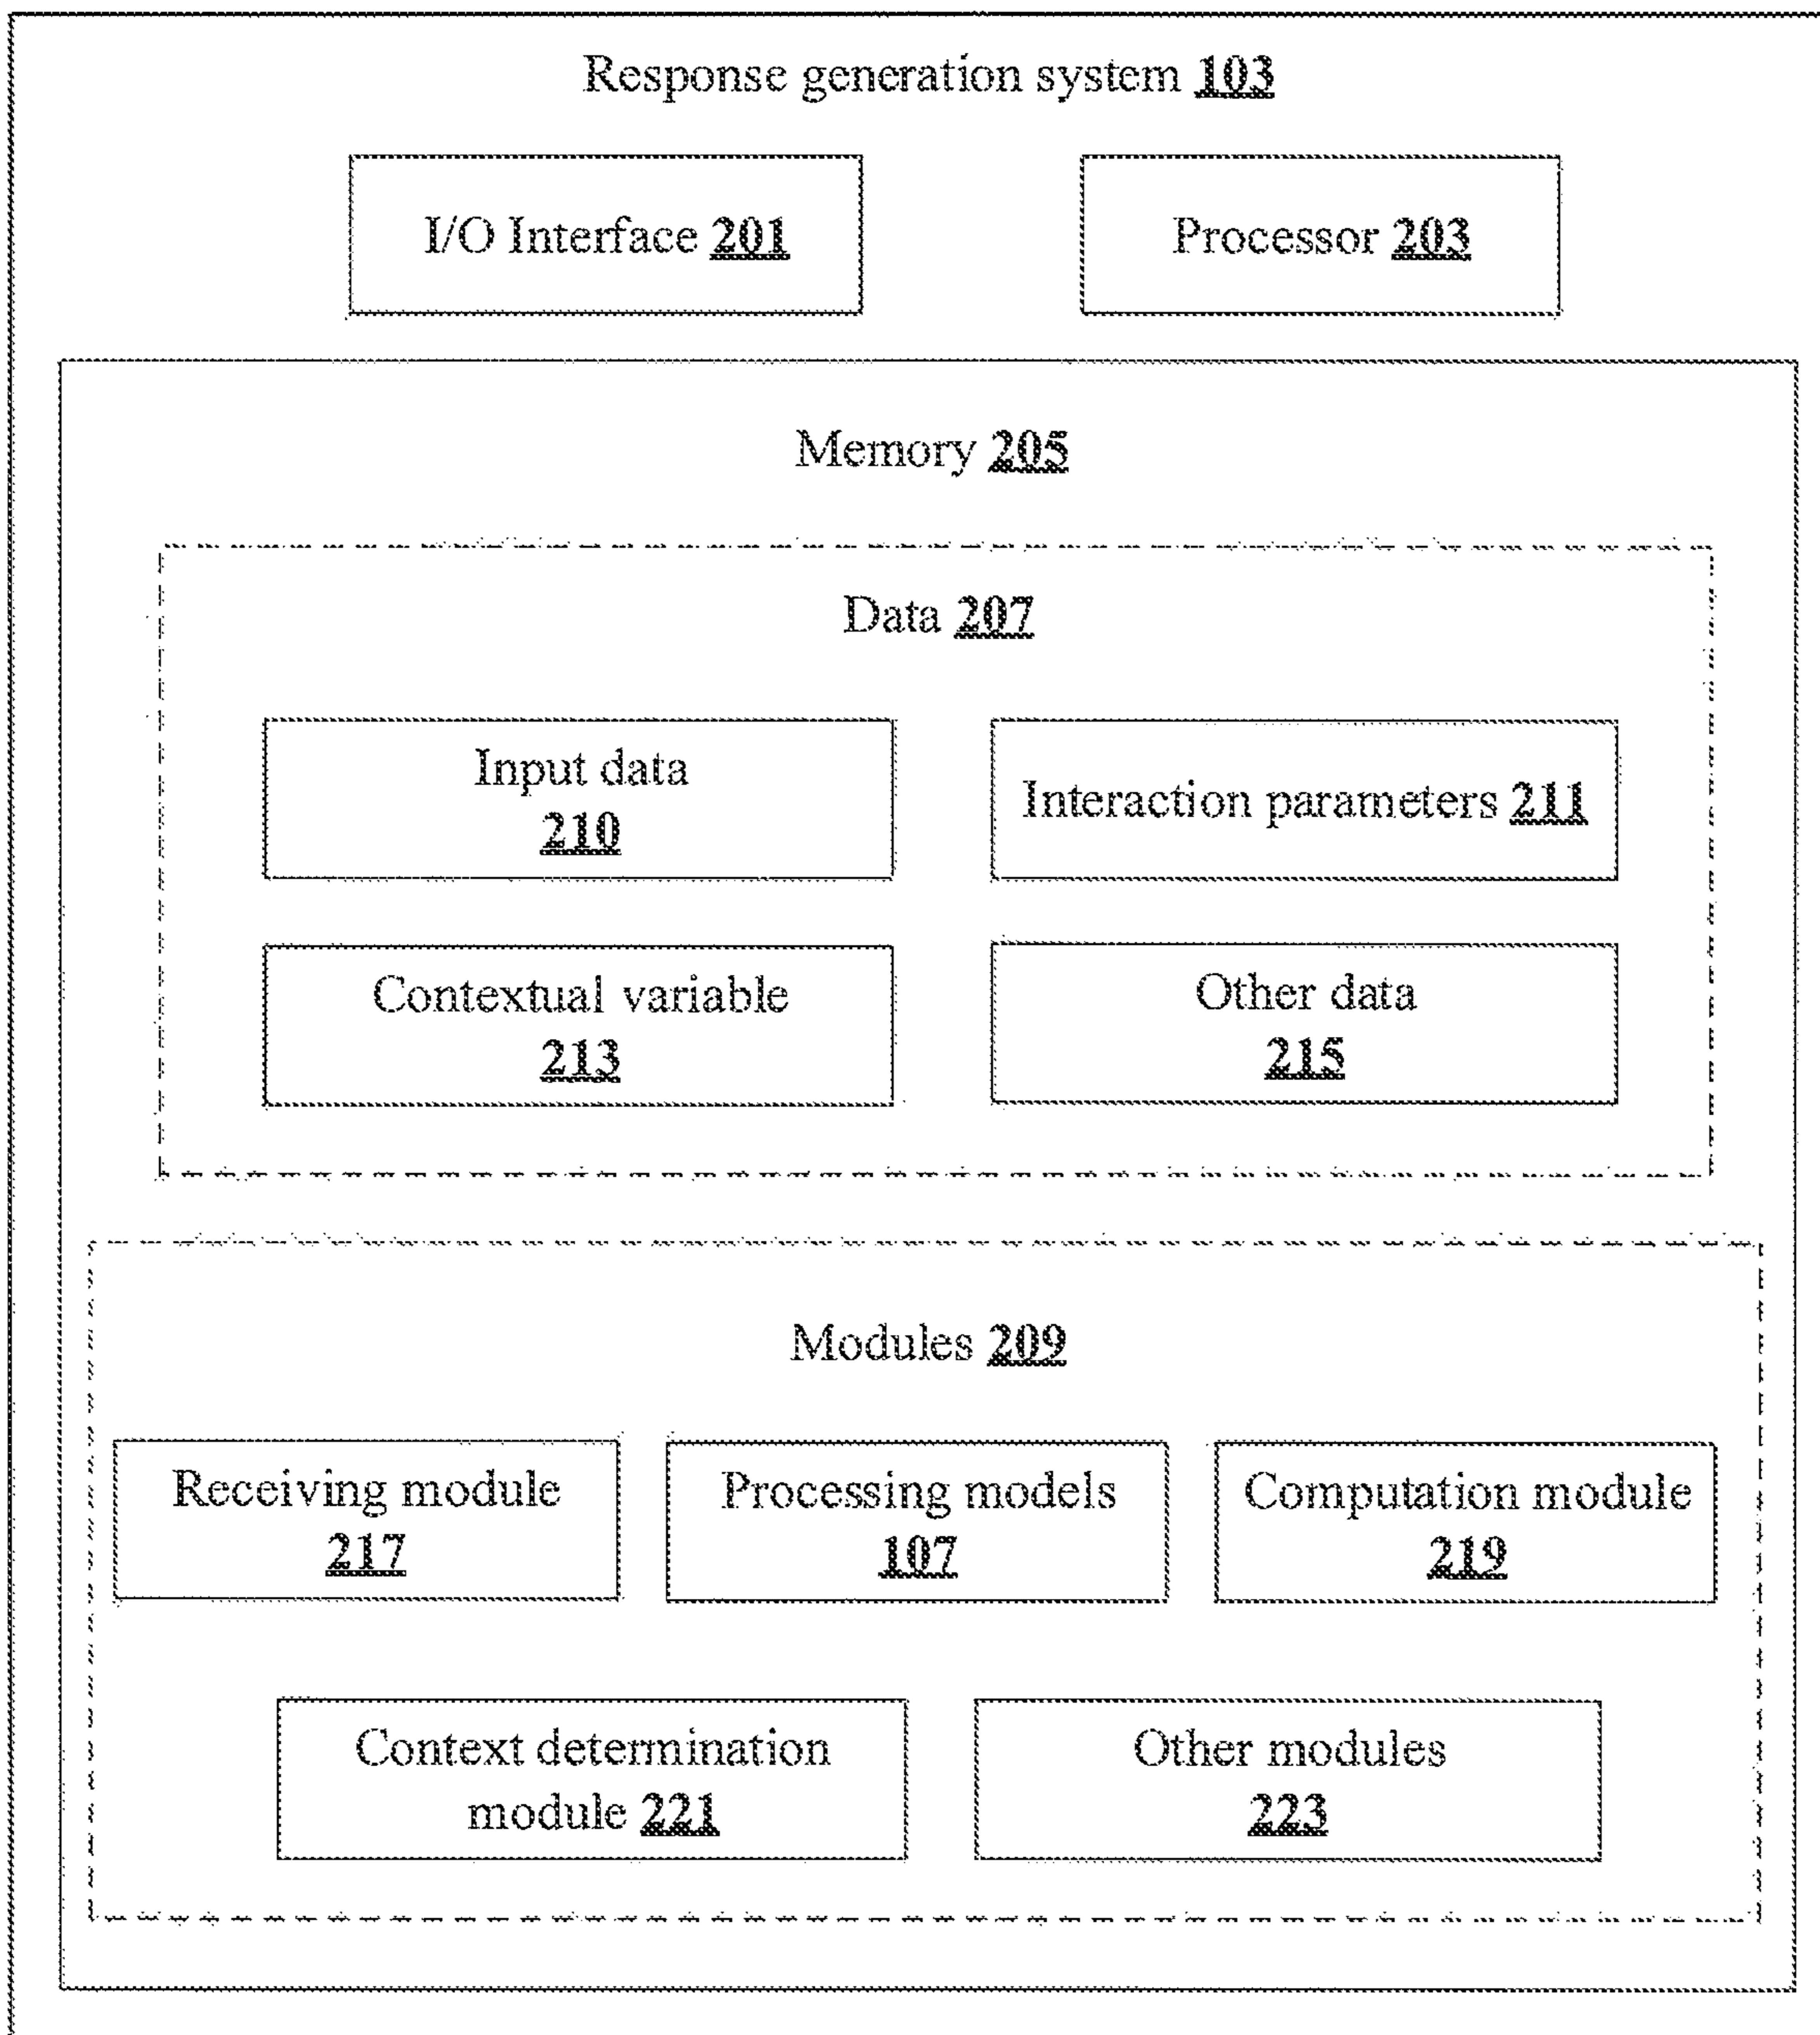 Response generation system 103
I/O Interface 201
Processor 203
Memory 205
Data 207
Input data
210
Interaction parameters 211
Contextual variable
213
Other data
215
Modules 209
Receiving module
217
Processing models
107
Computation module
219
Context determination
module 221
Other modules
223